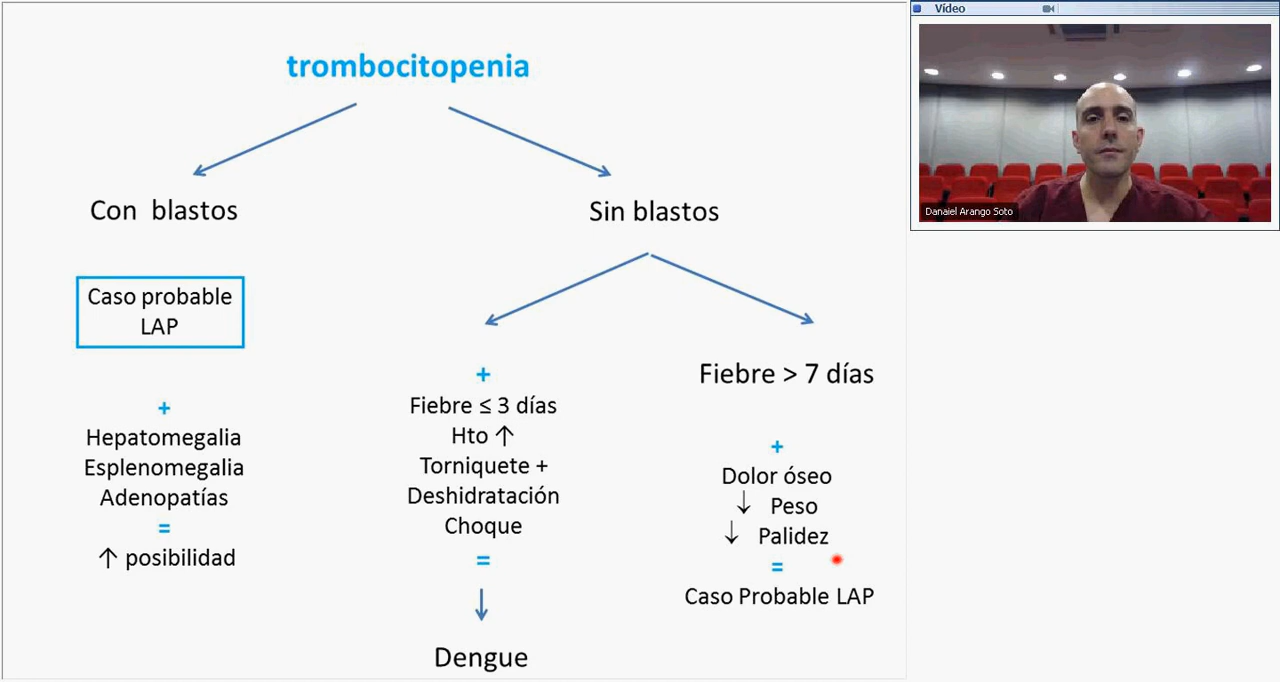 trombocitopenia
Con blastos
Sin blastos
Caso probable
LAP
+
Hepatomegalia
Esplenomegalia
Adenopatías
=
↑ posibilidad
+
Fiebre ≤ 3 días
Hto ↑
Torniquete +
Deshidratación
Choque
=
Dengue
Fiebre > 7 días
+
Dolor óseo
↓ Peso
↓ Palidez
=
Caso Probable LAP
Vídeo
Danaiel Arango Soto